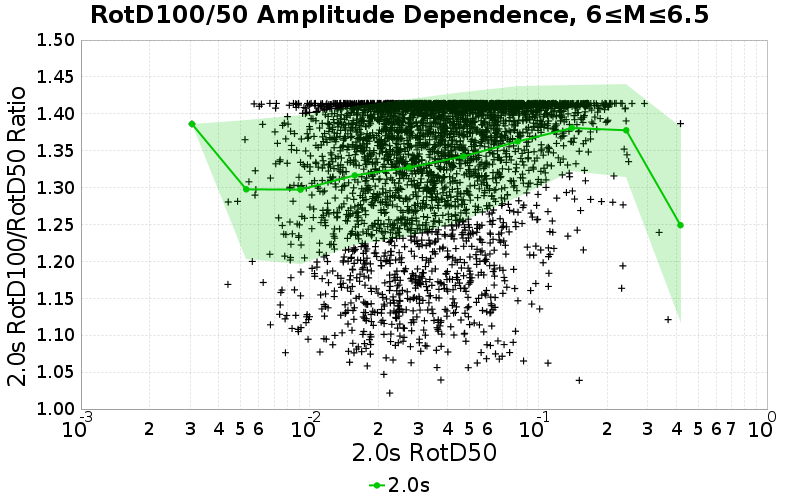 RotD100/50 Amplitude Dependence, 6≤M≤6.5
2.0s RotD100/RotD50 Ratio
1.50
1.45
1.40
1.35
1.30
1.25
1.20
1.15
1.10
1.05
1.00
10^-3 2 3 4 5 6 10^-2 2 3 4 5 6 10^-1 2 3 4 5 6 7 10^0
2.0s RotD50
2.0s